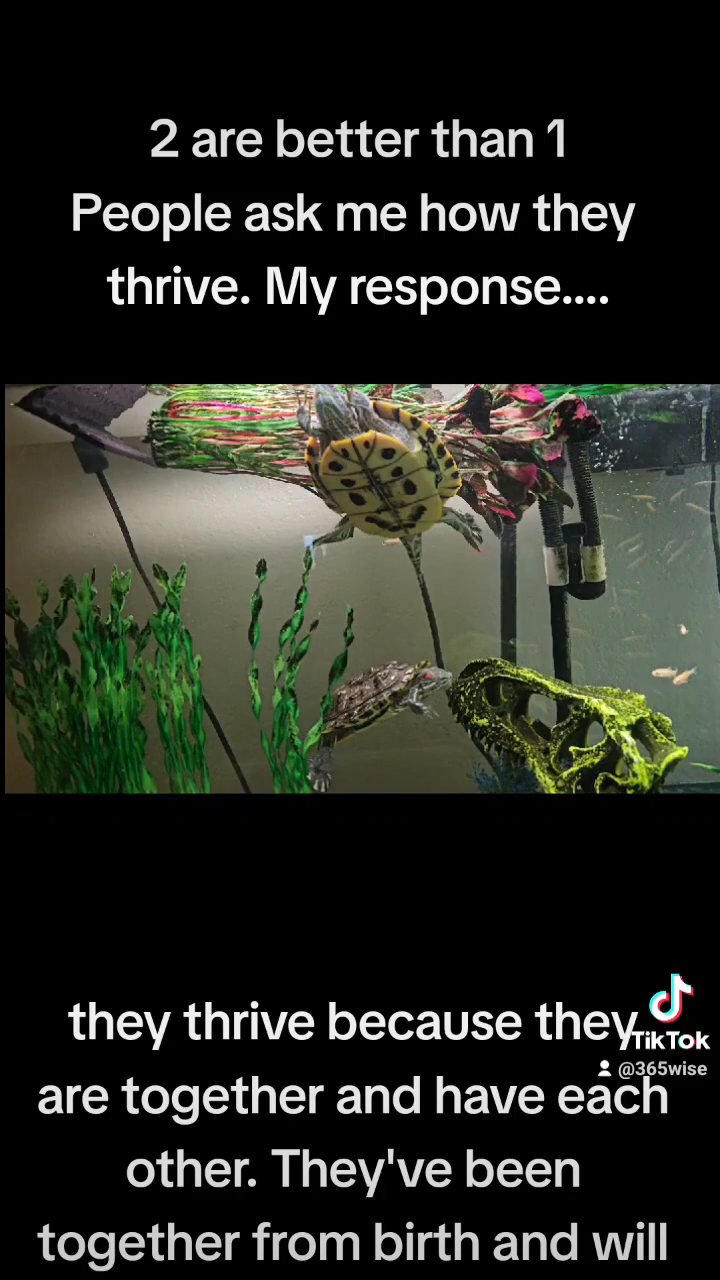 2 are better than 1
People ask me how they
thrive. My response....
they thrive because they
TikTok
@365wise
are together and have each
other. They've been
together from birth and will